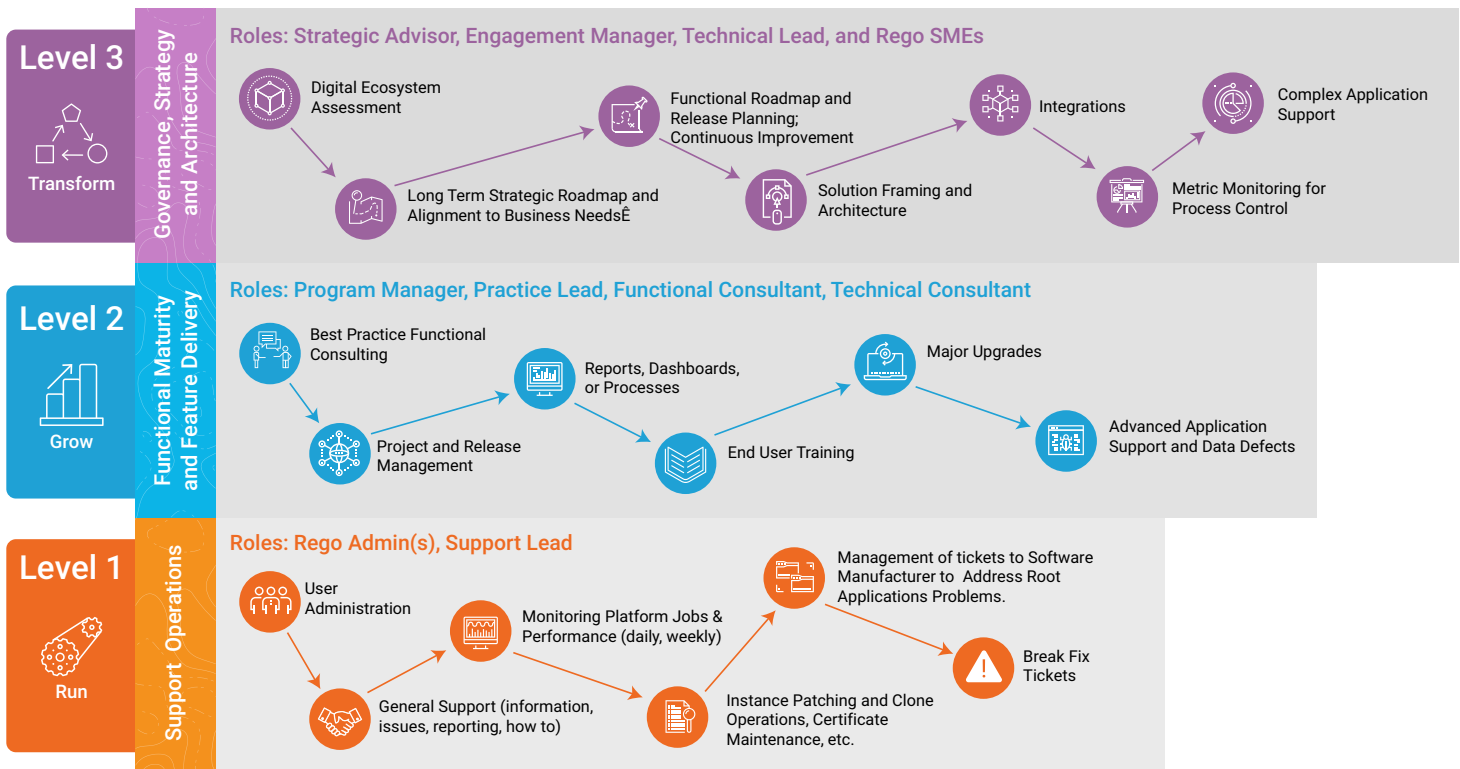 Level 3
Transform
Governance, Strategy
and Architecture
Roles: Strategic Advisor, Engagement Manager, Technical Lead, and Rego SMEs
Digital Ecosystem
Assessment
Long Term Strategic Roadmap and
Alignment to Business NeedsÊ
Functional Roadmap and
Release Planning;
Continuous Improvement
Solution Framing and
Architecture
Integrations
Metric Monitoring for
Process Control
Complex Application
Support
Level 2
Grow
Functional Maturity
and Feature Delivery
Roles: Program Manager, Practice Lead, Functional Consultant, Technical Consultant
Best Practice Functional
Consulting
Project and Release
Management
Reports, Dashboards,
or Processes
End User Training
Major Upgrades
Advanced Application
Support and Data Defects
Level 1
Run
Support Operations
Roles: Rego Admin(s), Support Lead
User
Administration
General Support (information,
issues, reporting, how to)
Monitoring Platform Jobs &
Performance (daily, weekly)
Instance Patching and Clone
Operations, Certificate
Maintenance, etc.
Management of tickets to Software
Manufacturer to  Address Root
Applications Problems.
Break Fix
Tickets